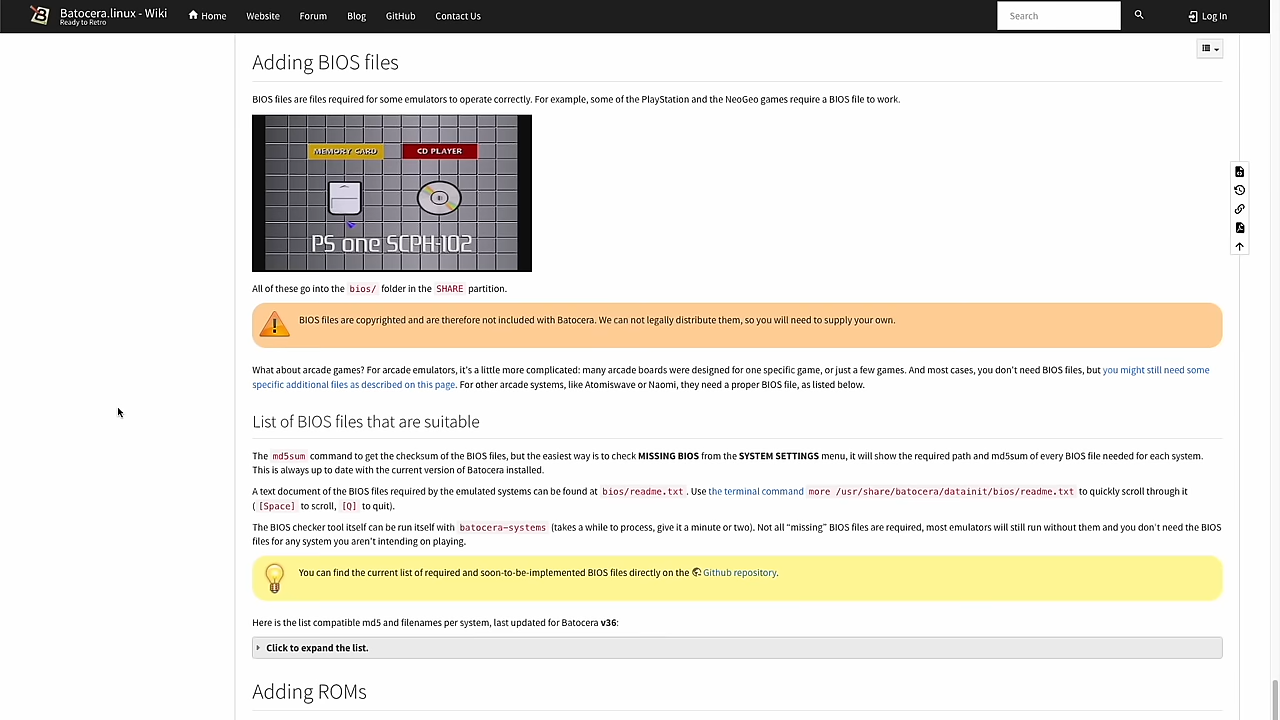 Batocera.linux - Wiki
Ready to Retro
Home
Website
Forum
Blog
GitHub
Contact Us
Search
Log In
Adding BIOS files
BIOS files are files required for some emulators to operate correctly. For example, some of the PlayStation and the NeoGeo games require a BIOS file to work.
MEMORY CARD
CD PLAYER
PS one SCPH-102
All of these go into the bios/ folder in the SHARE partition.
BIOS files are copyrighted and are therefore not included with Batocera. We can not legally distribute them, so you will need to supply your own.
What about arcade games? For arcade emulators, it's a little more complicated: many arcade boards were designed for one specific game, or just a few games. And most cases, you don't need BIOS files, but you might still need some
specific additional files as described on this page. For other arcade systems, like Atomiswave or Naomi, they need a proper BIOS file, as listed below.
List of BIOS files that are suitable
The md5sum command to get the checksum of the BIOS files, but the easiest way is to check MISSING BIOS from the SYSTEM SETTINGS menu, it will show the required path and md5sum of every BIOS file needed for each system.
This is always up to date with the current version of Batocera installed.
A text document of the BIOS files required by the emulated systems can be found at bios/readme.txt. Use the terminal command more /usr/share/batocera/datainit/bios/readme.txt to quickly scroll through it
([Space] to scroll, [Q] to quit).
The BIOS checker tool itself can be run itself with batocera-systems (takes a while to process, give it a minute or two). Not all “missing” BIOS files are required, most emulators will still run without them and you don't need the BIOS
files for any system you aren't intending on playing.
You can find the current list of required and soon-to-be-implemented BIOS files directly on the Github repository.
Here is the list compatible md5 and filenames per system, last updated for Batocera v36:
Click to expand the list.
Adding ROMs